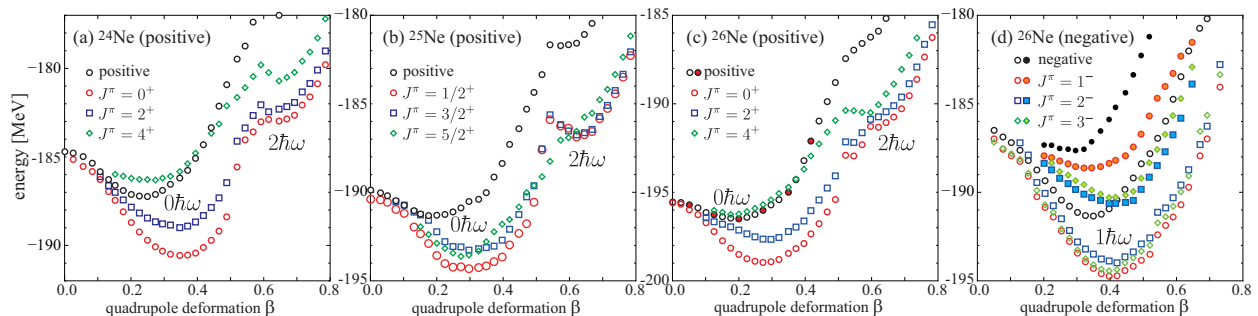 (a) ²⁴Ne (positive)
positive
Jπ = 0⁺
Jπ = 2⁺
Jπ = 4⁺
0ħω
2ħω
−180
−185
−190
energy [MeV]
0.0 0.2 0.4 0.6 0.8
quadrupole deformation β
(b) ²⁵Ne (positive)
positive
Jπ = 1/2⁺
Jπ = 3/2⁺
Jπ = 5/2⁺
0ħω
2ħω
−180
−185
−190
−195
0.0 0.2 0.4 0.6 0.8
quadrupole deformation β
(c) ²⁶Ne (positive)
positive
Jπ = 0⁺
Jπ = 2⁺
Jπ = 4⁺
0ħω
2ħω
−185
−190
−195
−200
0.0 0.2 0.4 0.6 0.8
quadrupole deformation β
(d) ²⁶Ne (negative)
negative
Jπ = 1⁻
Jπ = 2⁻
Jπ = 3⁻
1ħω
−180
−185
−190
−195
0.0 0.2 0.4 0.6 0.8
quadrupole deformation β